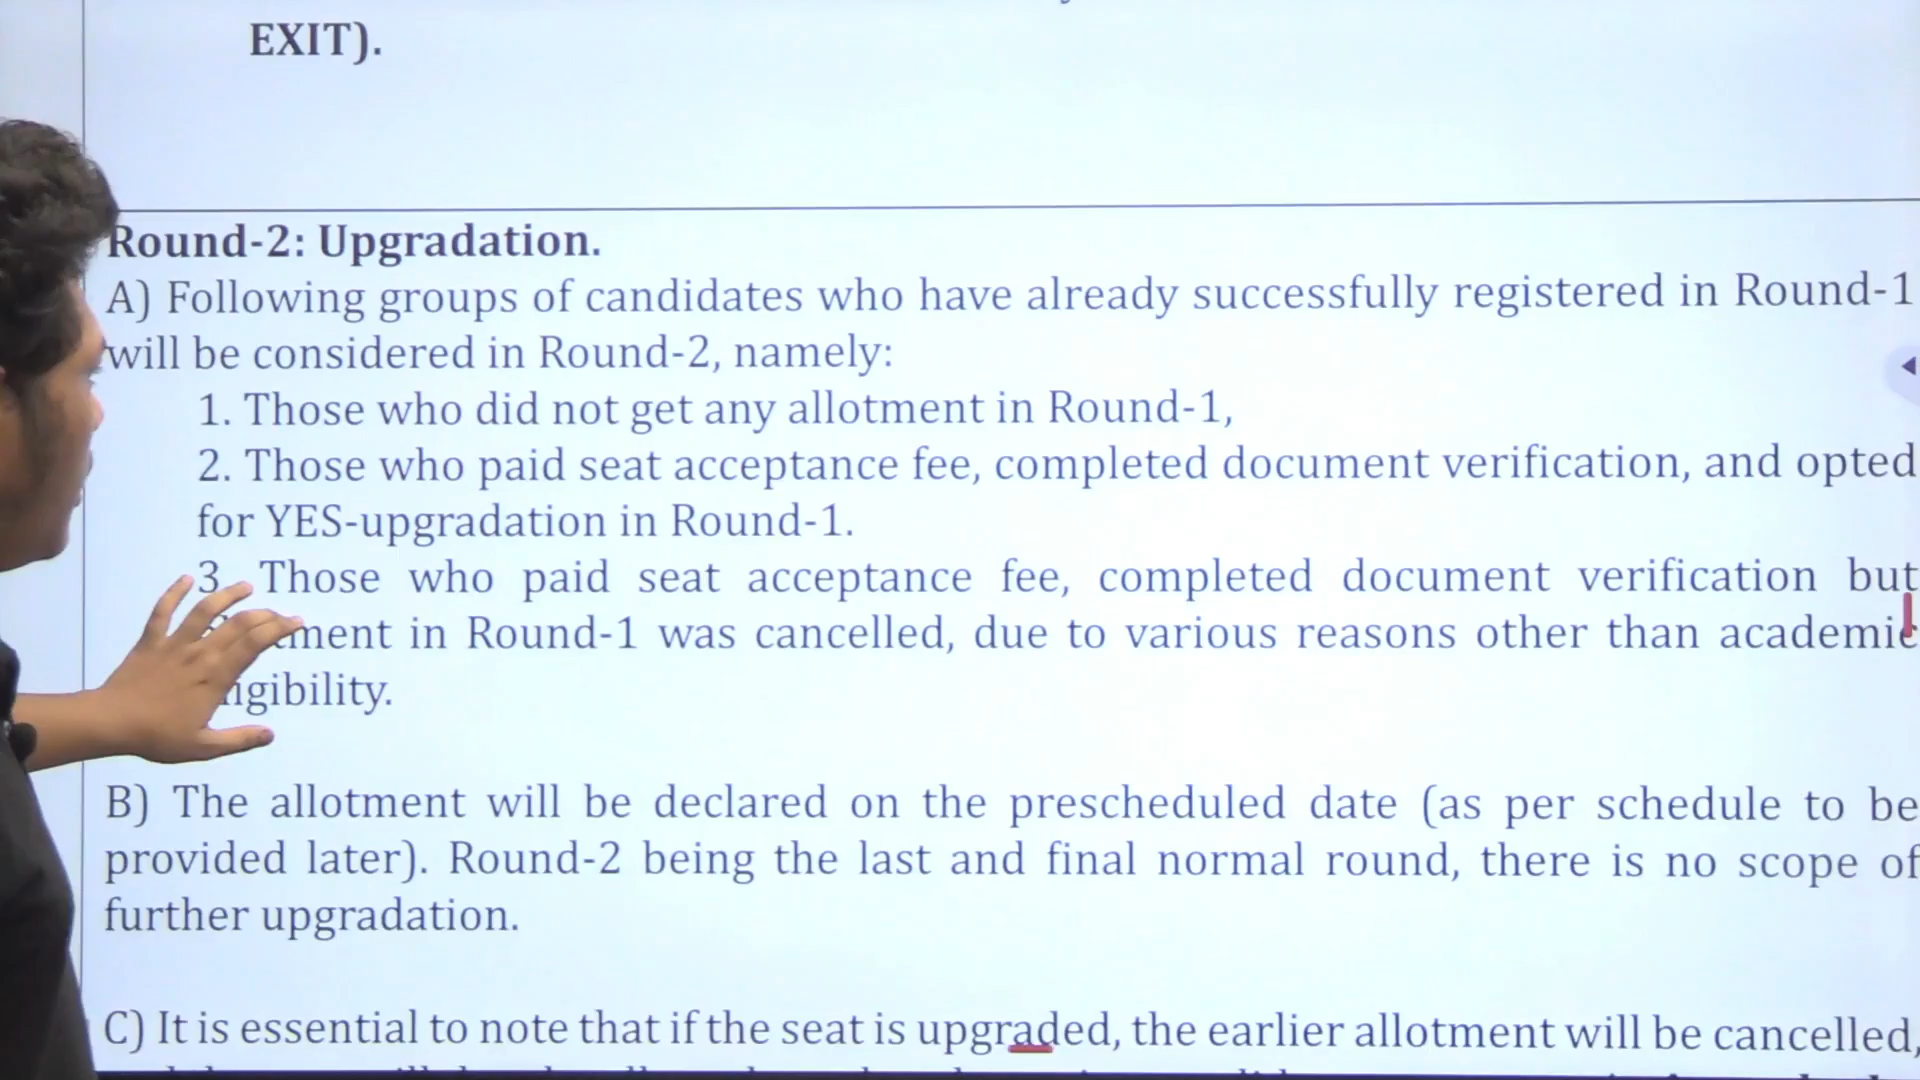 EXIT).
Round-2: Upgradation.
A) Following groups of candidates who have already successfully registered in Round-1
will be considered in Round-2, namely:
1. Those who did not get any allotment in Round-1,
2. Those who paid seat acceptance fee, completed document verification, and opted
for YES-upgradation in Round-1.
3. Those who paid seat acceptance fee, completed document verification but
in Round-1 was cancelled, due to various reasons other than academic
B) The allotment will be declared on the prescheduled date (as per schedule to be
provided later). Round-2 being the last and final normal round, there is no scope of
further upgradation.
C) It is essential to note that if the seat is upgraded, the earlier allotment will be cancelled,